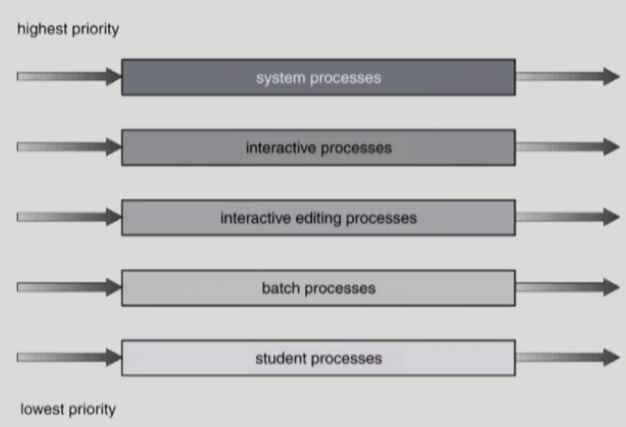 highest priority
system processes
interactive processes
interactive editing processes
batch processes
student processes
lowest priority